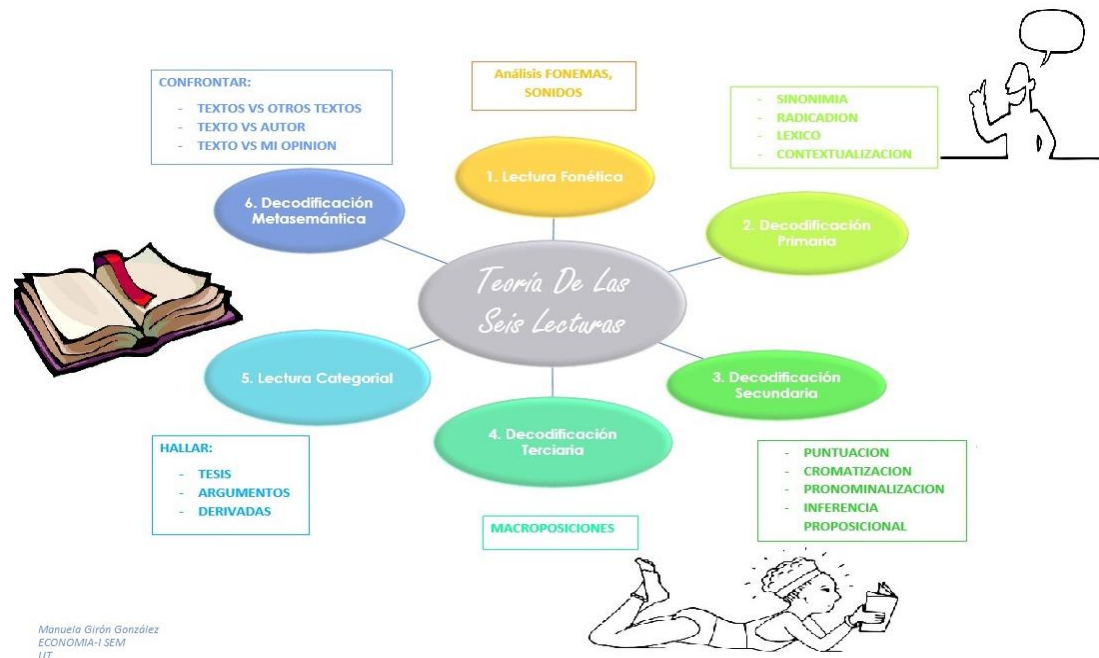 Análisis FONEMAS,
SONIDOS
1. Lectura Fonética
- SINONIMIA
- RADICADION
- LEXICO
- CONTEXTUALIZACION
2. Decodificación
Primaria
3. Decodificación
Secundaria
- PUNTUACION
- CROMATIZACION
- PRONOMINALIZACION
- INFERENCIA
PROPOSICIONAL
4. Decodificación
Terciaria
MACROPOSICIONES
5. Lectura Categorial
HALLAR:
- TESIS
- ARGUMENTOS
- DERIVADAS
CONFRONTAR:
- TEXTOS VS OTROS TEXTOS
- TEXTO VS AUTOR
- TEXTO VS MI OPINION
6. Decodificación
Metasemántica
Teoría De Las
Seis Lecturas
Manuela Girón González
ECONOMIA-I SEM
UT